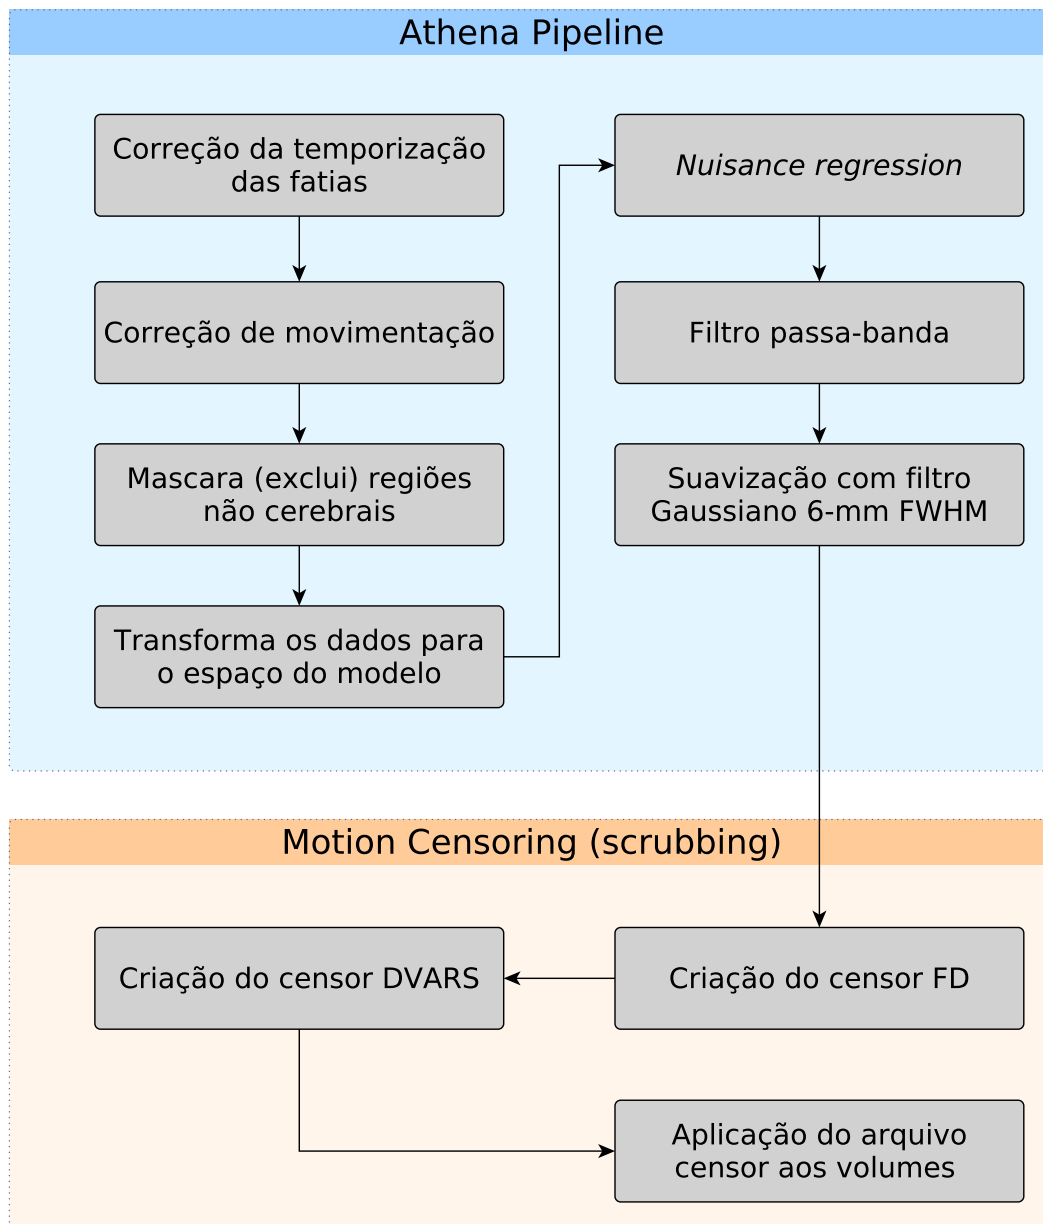 Athena Pipeline
Correção da temporização
das fatias
Correção de movimentação
Mascara (exclui) regiões
não cerebrais
Transforma os dados para
o espaço do modelo
Nuisance regression
Filtro passa-banda
Suavização com filtro
Gaussiano 6-mm FWHM
Motion Censoring (scrubbing)
Criação do censor FD
Criação do censor DVARS
Aplicação do arquivo
censor aos volumes